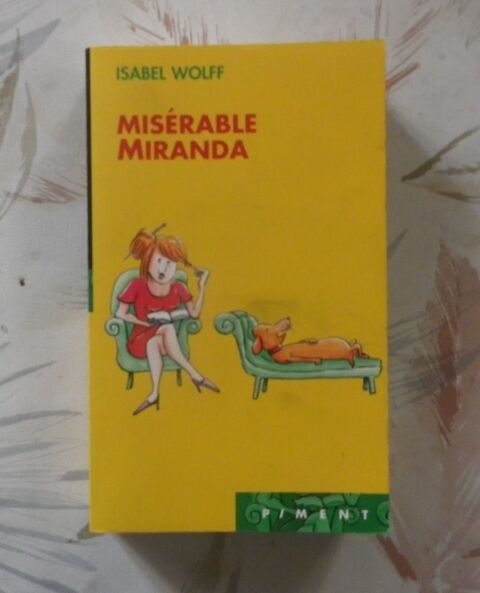 ISABEL WOLFF
MISÉRABLE
MIRANDA
PIMENT